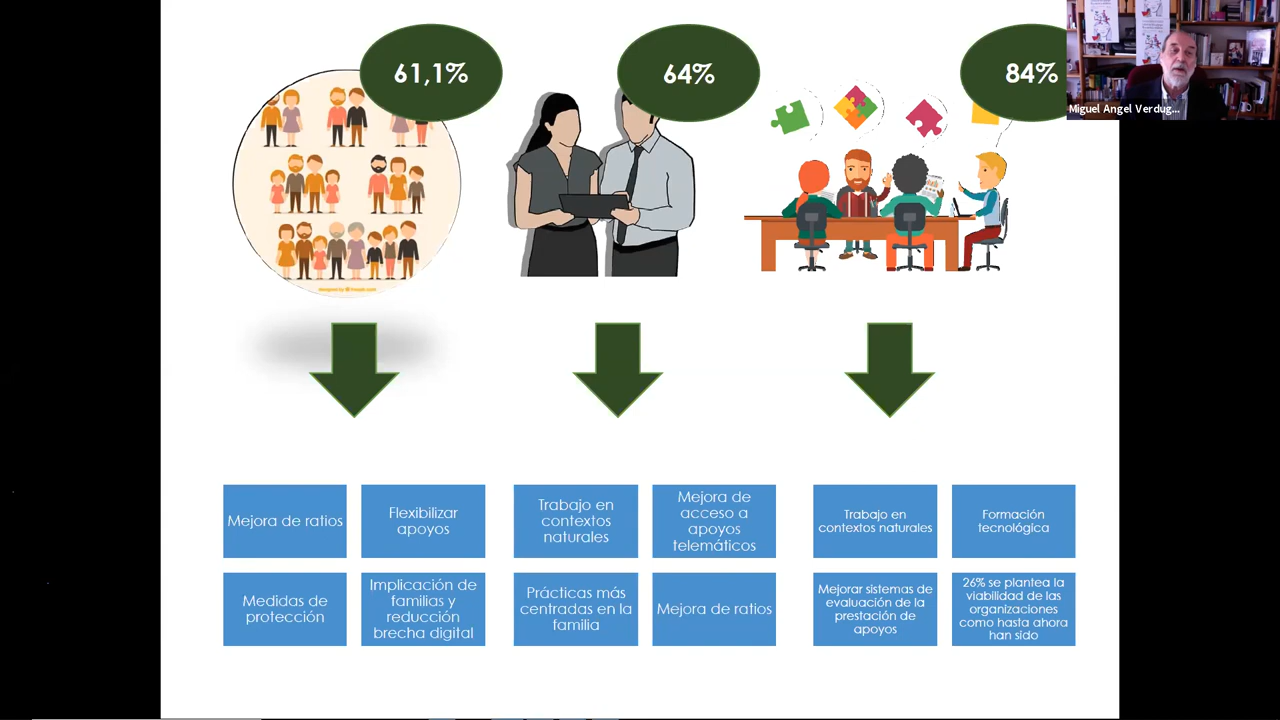 61,1%
64%
84%
Miguel Angel Verdug...
Mejora de ratios
Flexibilizar
apoyos
Trabajo en
contextos
naturales
Mejora de
acceso a
apoyos
telemáticos
Trabajo en
contextos naturales
Formación
tecnológica
Medidas de
protección
Implicación de
familias y
reducción
brecha digital
Prácticas más
centradas en la
familia
Mejora de ratios
Mejorar sistemas de
evaluación de la
prestación de
apoyos
26% se plantea la
viabilidad de las
organizaciones
como hasta ahora
han sido